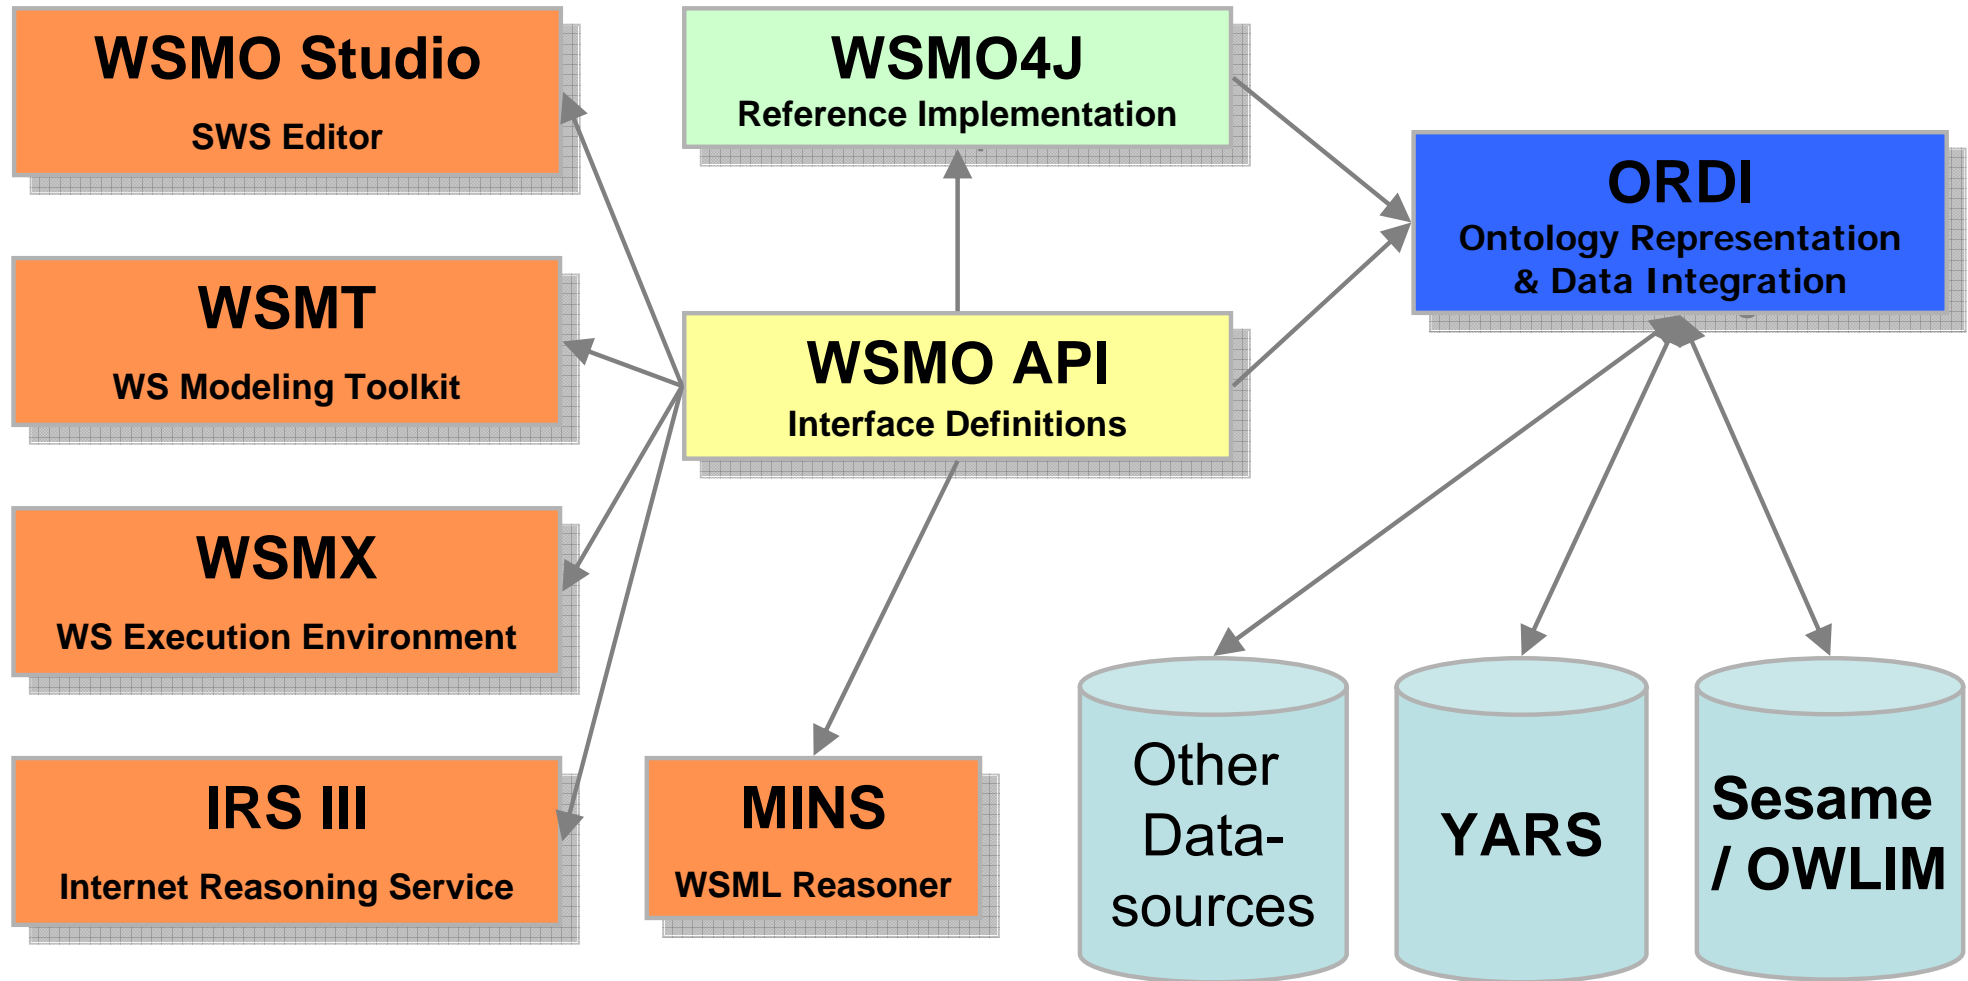 WSMO Studio
SWS Editor
WSMO4J
Reference Implementation
ORDI
Ontology Representation
& Data Integration
WSMT
WS Modeling Toolkit
WSMO API
Interface Definitions
WSMX
WS Execution Environment
IRS III
Internet Reasoning Service
MINS
WSML Reasoner
Other
Data-
sources
YARS
Sesame
/ OWLIM